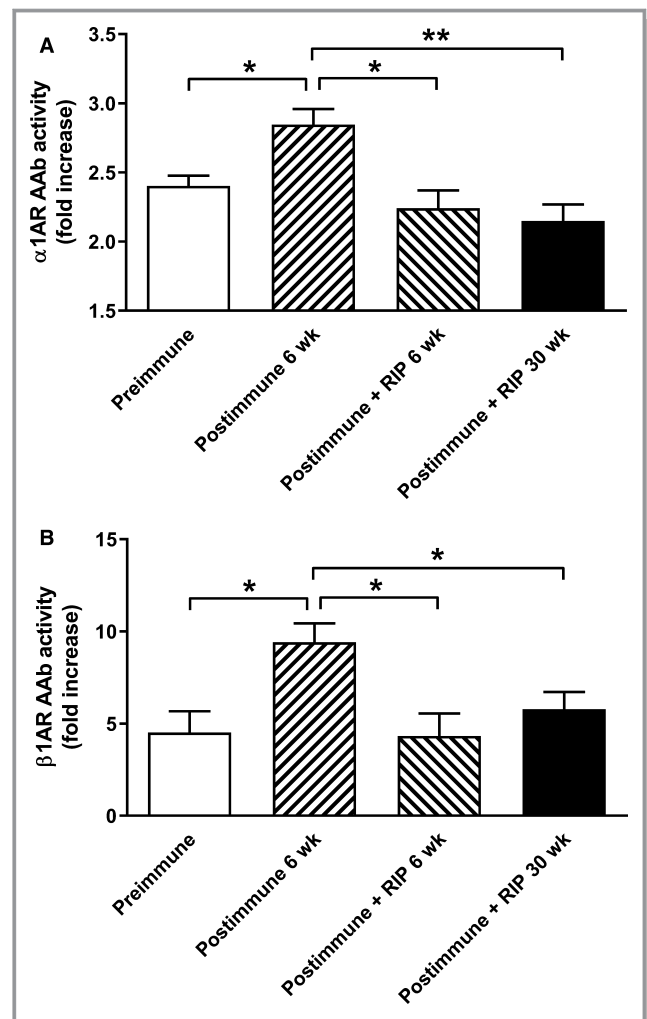 A
3.5
3.0
2.5
2.0
1.5
α1AR AAb activity
(fold increase)
**
*
*
Preimmune
Postimmune 6 wk
Postimmune + RIP 6 wk
Postimmune + RIP 30 wk
B
15
10
5
0
β1AR AAb activity
(fold increase)
*
*
*
Preimmune
Postimmune 6 wk
Postimmune + RIP 6 wk
Postimmune + RIP 30 wk